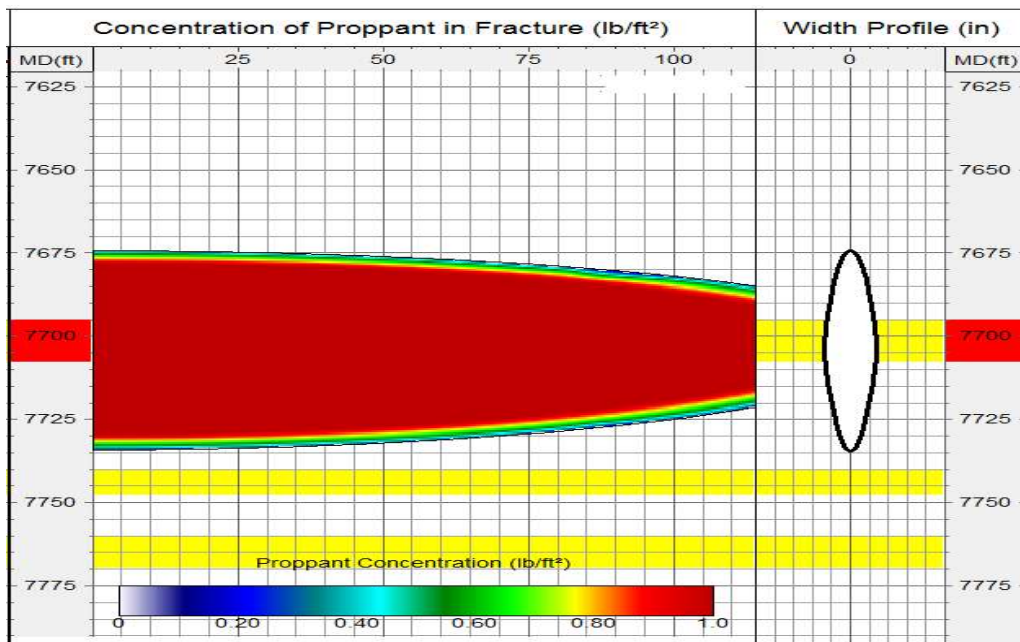 Concentration of Proppant in Fracture (lb/ft²) Width Profile (in)
MD(ft) 25 50 75 100 0 MD(ft)
7625 7625
7650 7650
7675 7675
7700 7700
7725 7725
7750 7750
Proppant Concentration (lb/ft²)
7775 7775
0 0.20 0.40 0.60 0.80 1.0